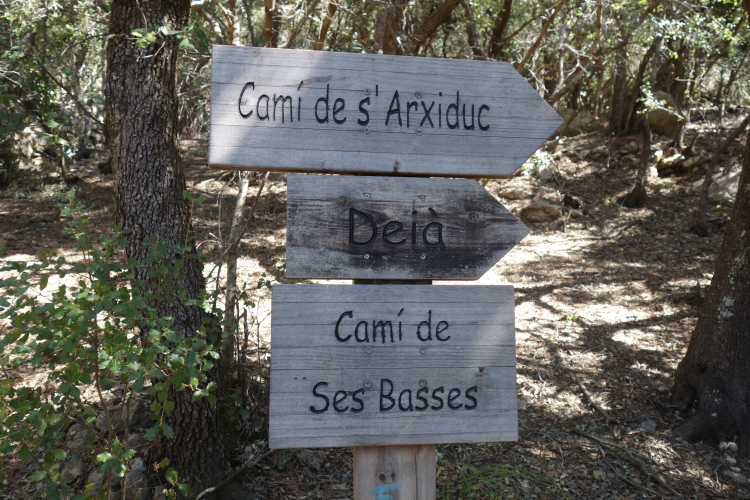 Camí de s'Arxiduc
Deià
Camí de
Ses Basses